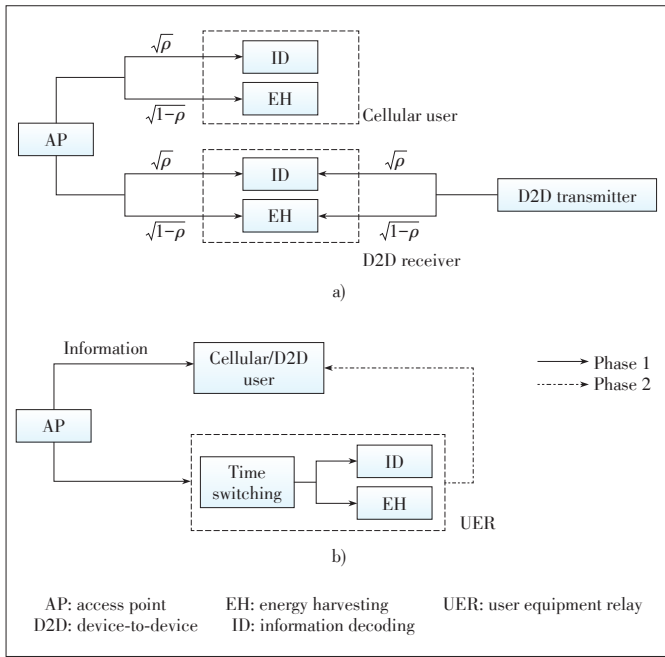 √ρ
ID
EH
√1−ρ
Cellular user
AP
√ρ
ID
√ρ
D2D transmitter
EH
√1−ρ
√1−ρ
D2D receiver
a)
Information
Cellular/D2D
user
Phase 1
Phase 2
AP
Time
switching
ID
EH
UER
b)
AP: access point EH: energy harvesting UER: user equipment relay
D2D: device-to-device ID: information decoding